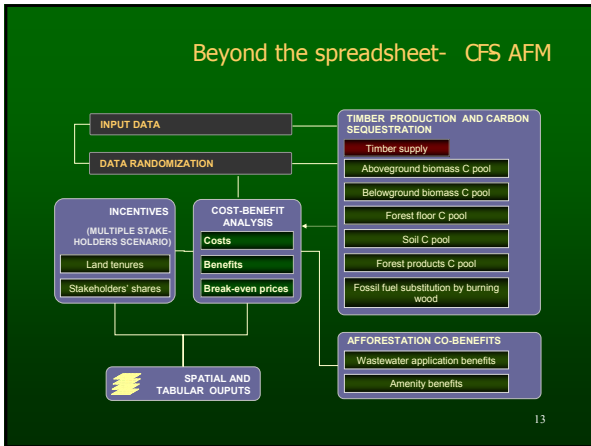 Beyond the spreadsheet- CFS AFM
INPUT DATA
DATA RANDOMIZATION
TIMBER PRODUCTION AND CARBON
SEQUESTRATION
Timber supply
Aboveground biomass C pool
Belowground biomass C pool
Forest floor C pool
Soil C pool
Forest products C pool
Fossil fuel substitution by burning
wood
INCENTIVES
(MULTIPLE STAKE-
HOLDERS SCENARIO)
Land tenures
Stakeholders' shares
COST-BENEFIT
ANALYSIS
Costs
Benefits
Break-even prices
AFFORESTATION CO-BENEFITS
Wastewater application benefits
Amenity benefits
SPATIAL AND
TABULAR OUPUTS
13